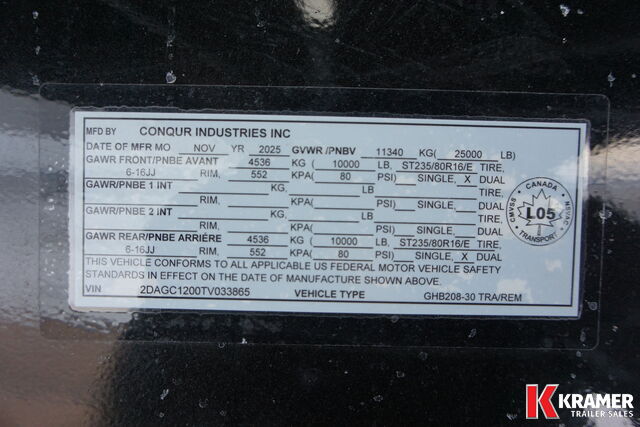 MFD BY CONQUR INDUSTRIES INC
DATE OF MFR MO NOV YR 2025 GVWR /PNBV 11340 KG( 25000 LB)
GAWR FRONT/PNBE AVANT 4536 KG ( 10000 LB, ST235/80R16/E TIRE,
6-16JJ RIM, 552 KPA ( 80 PSI) SINGLE, X DUAL
GAWR/PNBE 1 INT KG, LB TIRE,
RIM, KPA ( PSI) SINGLE, DUAL
GAWR/PNBE 2 INT KG, LB TIRE,
RIM, KPA ( PSI) SINGLE, DUAL
GAWR REAR/PNBE ARRIÈRE 4536 KG ( 10000 LB, ST235/80R16/E TIRE,
6-16JJ RIM, 552 KPA ( 80 PSI) SINGLE, X DUAL
THIS VEHICLE CONFORMS TO ALL APPLICABLE US FEDERAL MOTOR VEHICLE SAFETY
STANDARDS IN EFFECT ON THE DATE OF MANUFACTURE SHOWN ABOVE.
VIN 2DAGC1200TV033865 VEHICLE TYPE GHB208-30 TRA/REM
CANADA
CMVSS
L05
NSVAC
TRANSPORT
K KRAMER
TRAILER SALES